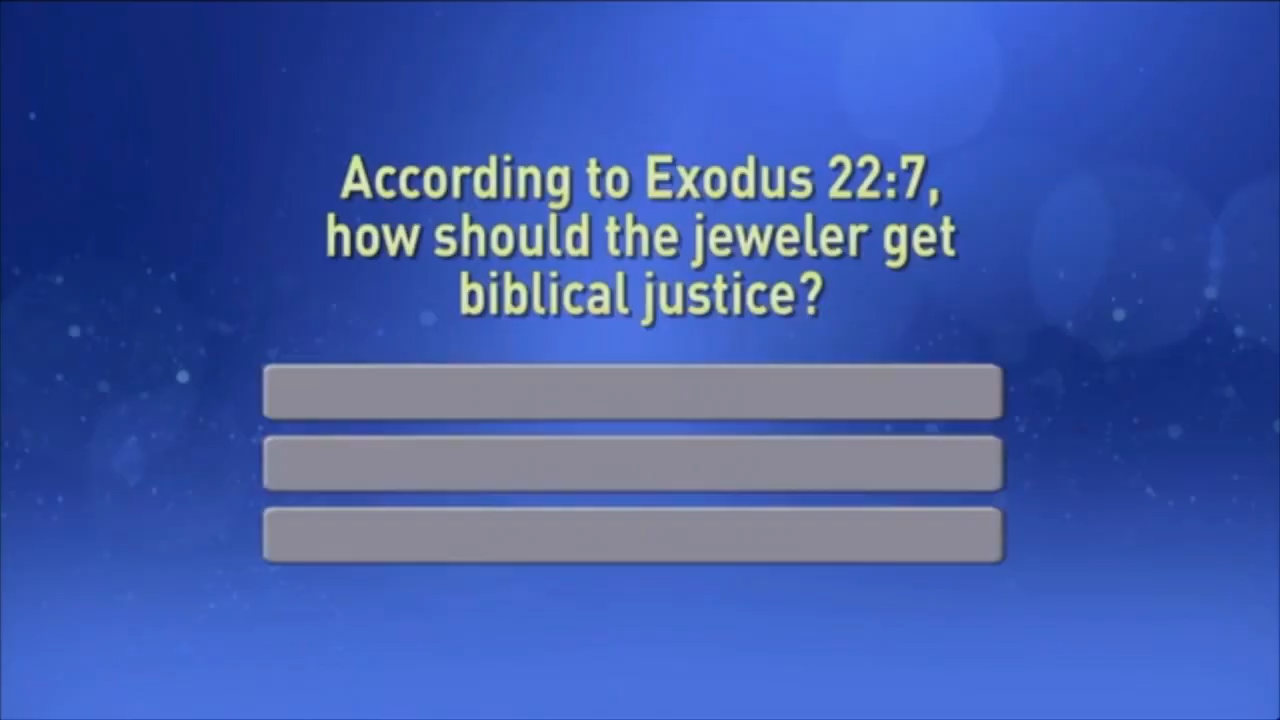 According to Exodus 22:7,
how should the jeweler get
biblical justice?